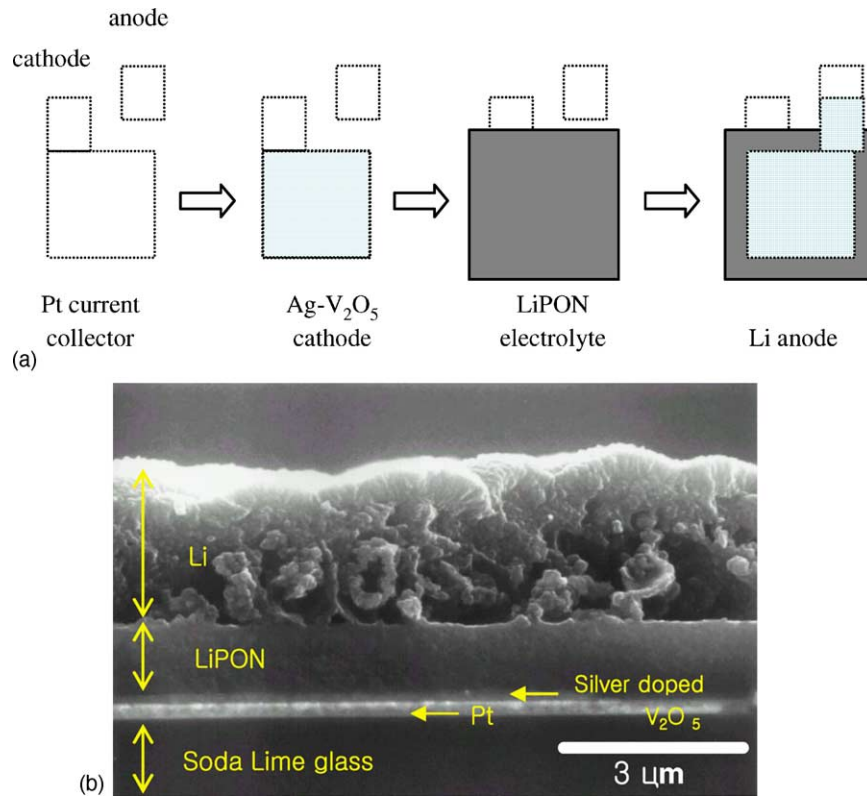 anode
cathode
Pt current
collector
Ag-V₂O₅
cathode
LiPON
electrolyte
Li anode
(a)
Li
LiPON
Silver doped
Pt
V₂O₅
Soda Lime glass
3 μm
(b)